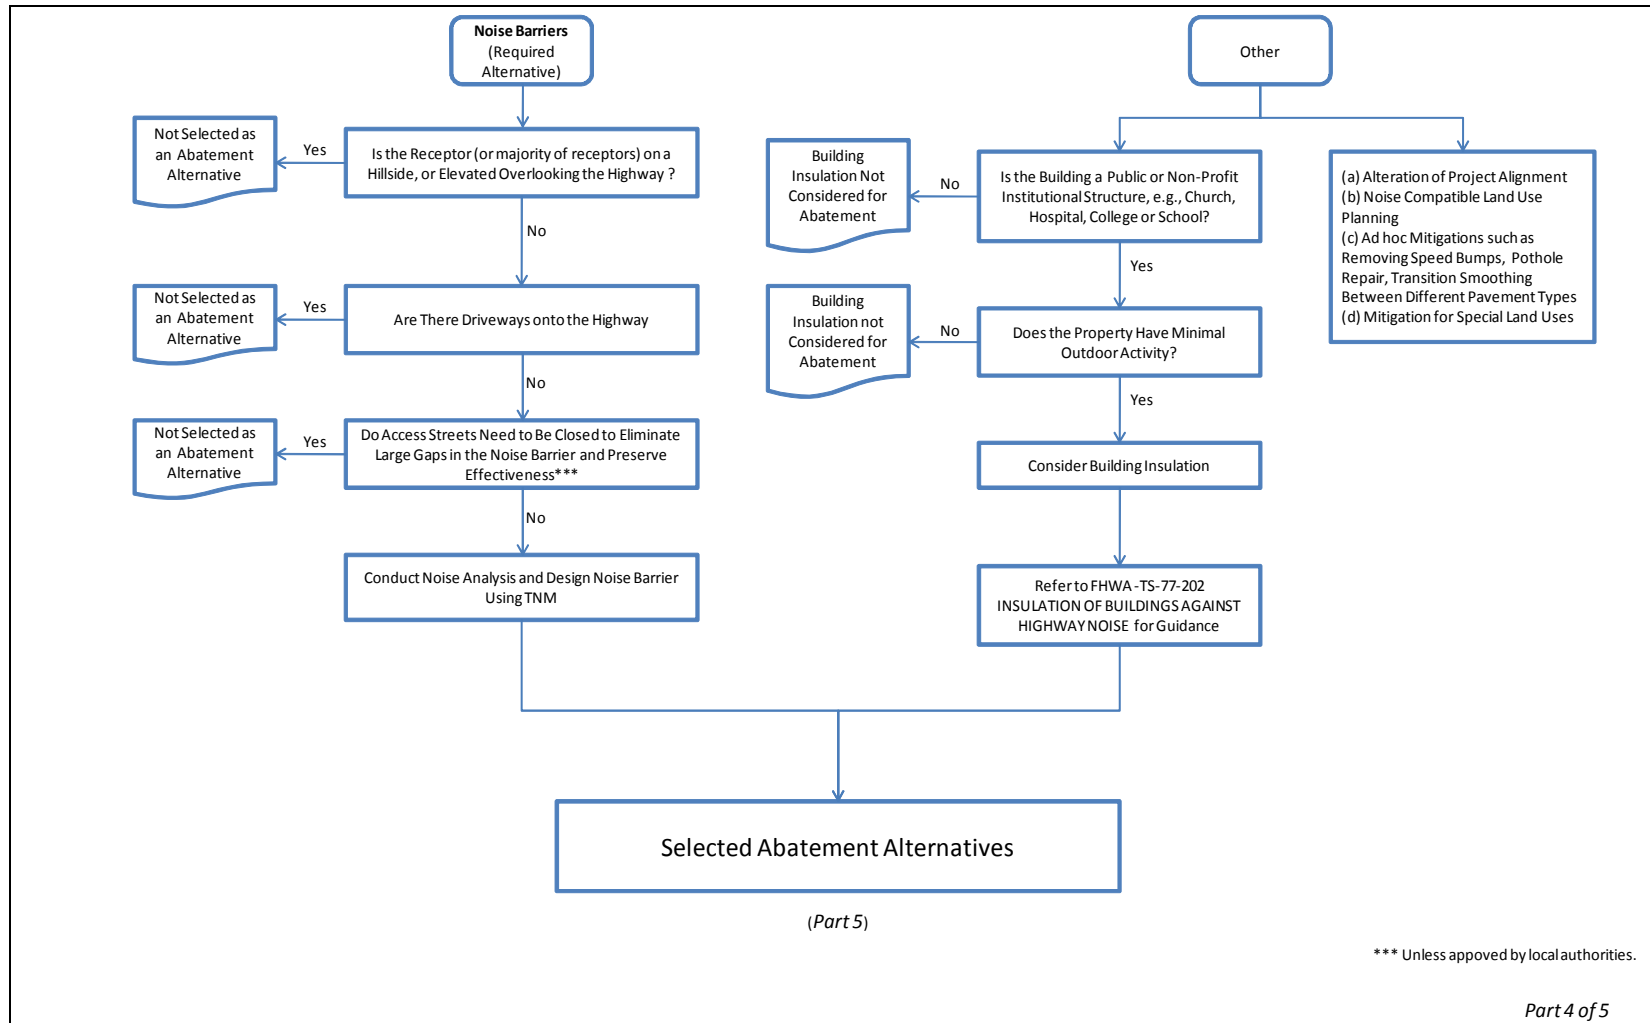 Noise Barriers
(Required
Alternative)
Not Selected as
an Abatement
Alternative
Yes
Is the Receptor (or majority of receptors) on a
Hillside, or Elevated Overlooking the Highway ?
No
Not Selected as
an Abatement
Alternative
Yes
Are There Driveways onto the Highway
No
Not Selected as
an Abatement
Alternative
Yes
Do Access Streets Need to Be Closed to Eliminate
Large Gaps in the Noise Barrier and Preserve
Effectiveness***
No
Conduct Noise Analysis and Design Noise Barrier
Using TNM
Other
Building
Insulation Not
Considered for
Abatement
No
Is the Building a Public or Non-Profit
Institutional Structure, e.g., Church,
Hospital, College or School?
Yes
Building
Insulation not
Considered for
Abatement
No
Does the Property Have Minimal
Outdoor Activity?
Yes
Consider Building Insulation
Refer to FHWA -TS-77-202
INSULATION OF BUILDINGS AGAINST
HIGHWAY NOISE for Guidance
(a) Alteration of Project Alignment
(b) Noise Compatible Land Use
Planning
(c) Ad hoc Mitigations such as
Removing Speed Bumps, Pothole
Repair, Transition Smoothing
Between Different Pavement Types
(d) Mitigation for Special Land Uses
Selected Abatement Alternatives
(Part 5)
*** Unless appoved by local authorities.
Part 4 of 5